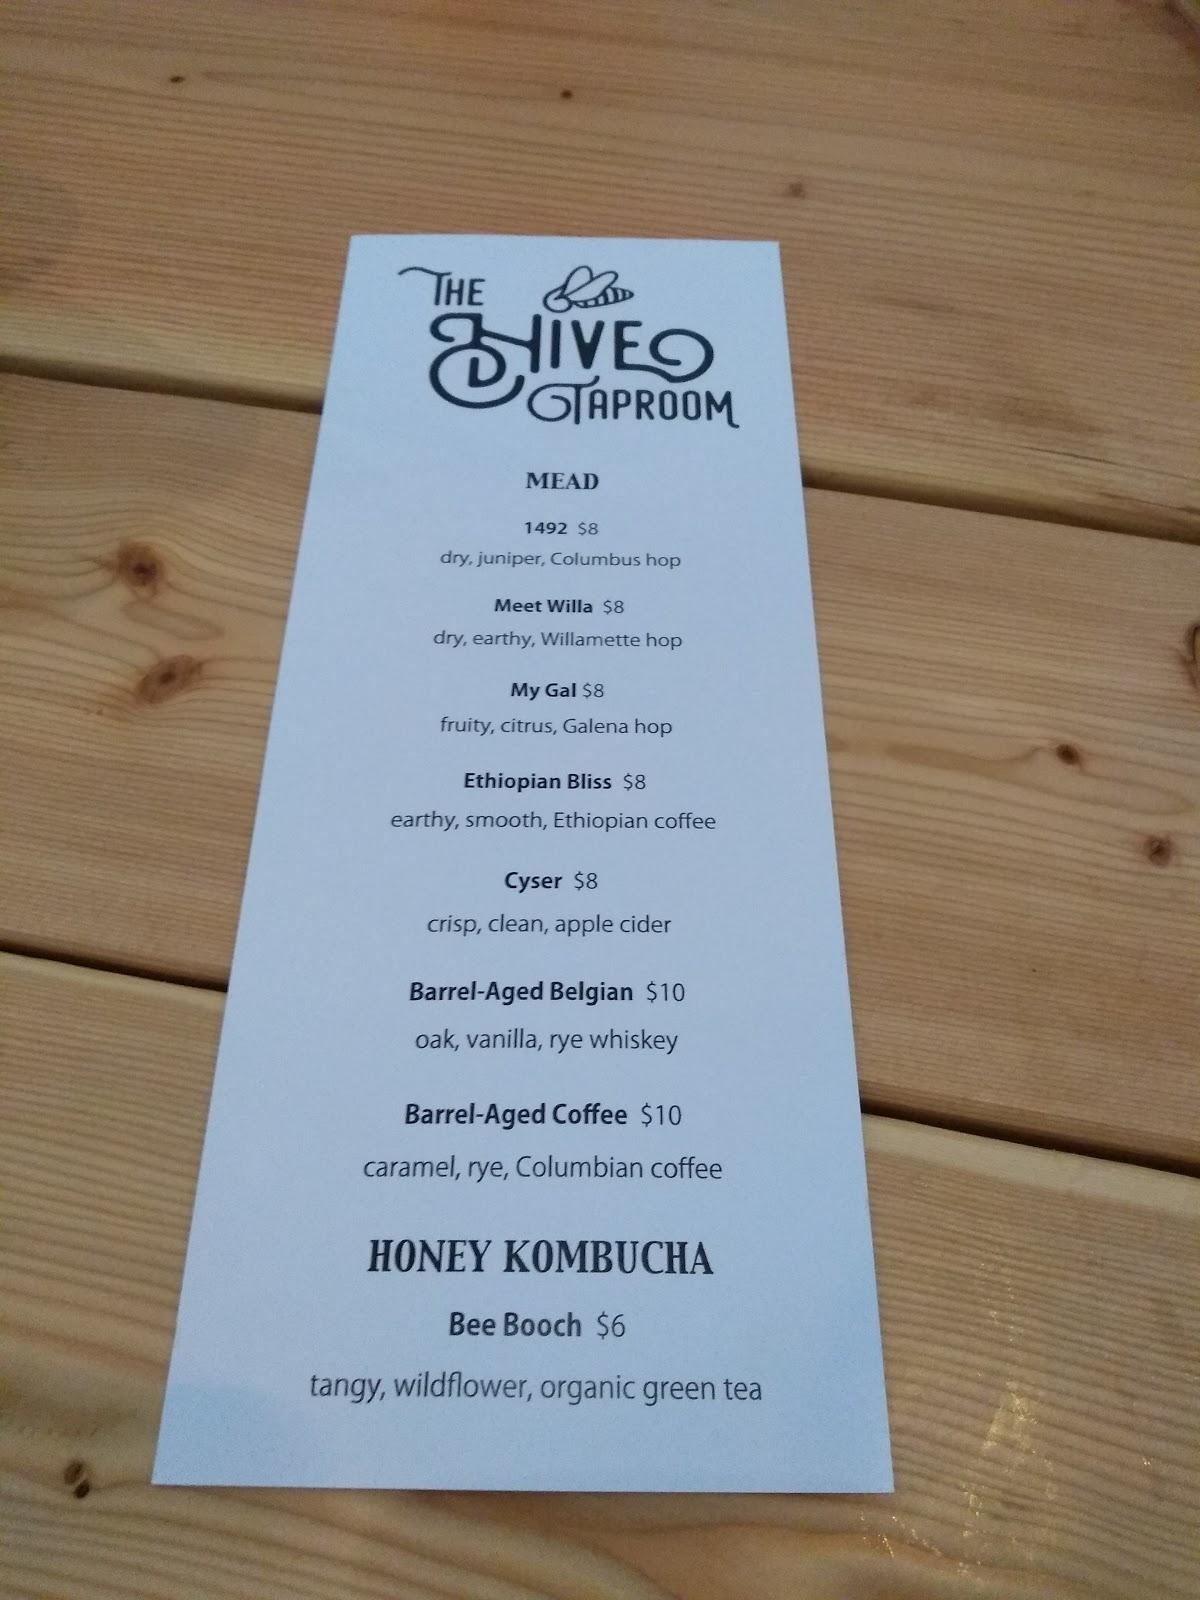 THE
HIVE
TAPROOM
MEAD
1492 $8
dry, juniper, Columbus hop
Meet Willa $8
dry, earthy, Willamette hop
My Gal $8
fruity, citrus, Galena hop
Ethiopian Bliss $8
earthy, smooth, Ethiopian coffee
Cyser $8
crisp, clean, apple cider
Barrel-Aged Belgian $10
oak, vanilla, rye whiskey
Barrel-Aged Coffee $10
caramel, rye, Columbian coffee
HONEY KOMBUCHA
Bee Booch $6
tangy, wildflower, organic green tea